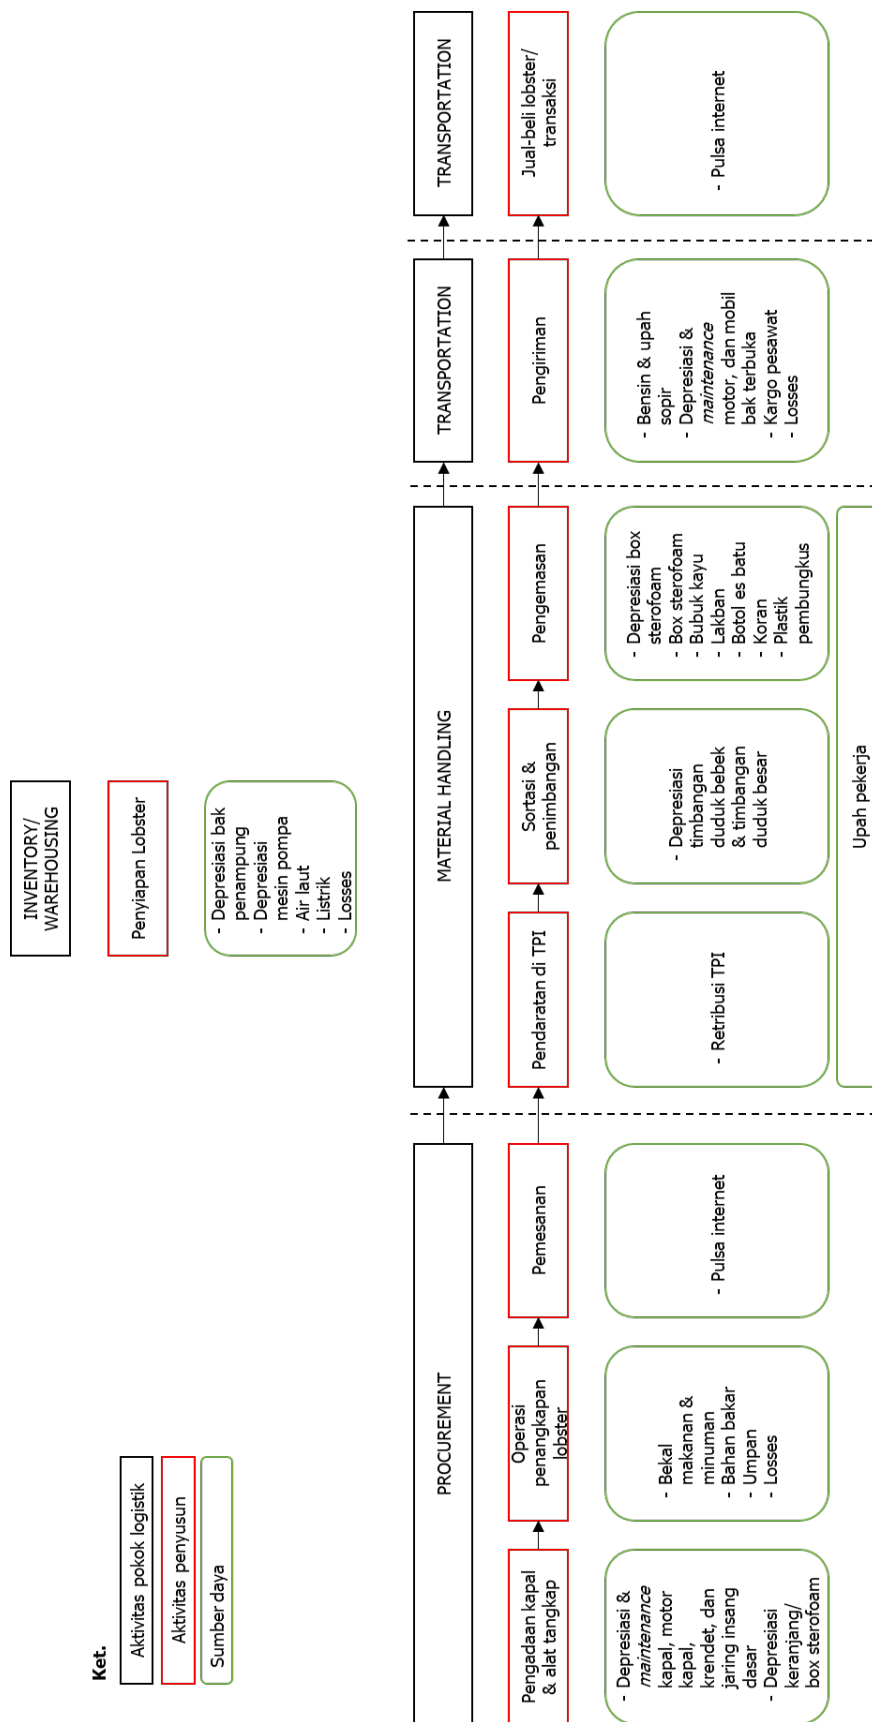 Ket.
Aktivitas pokok logistik
Aktivitas penyusun
Sumber daya
INVENTORY/
WAREHOUSING
Penyiapan Lobster
- Depresiasi bak
penampung
- Depresiasi
mesin pompa
- Air laut
- Listrik
- Losses
PROCUREMENT
MATERIAL HANDLING
TRANSPORTATION
TRANSPORTATION
Pengadaan kapal
& alat tangkap
Operasi
penangkapan
lobster
Pemesanan
Pendaratan di TPI
Sortasi &
penimbangan
Pengemasan
Pengiriman
Jual-beli lobster/
transaksi
- Depresiasi &
maintenance
kapal, motor
kapal,
krendet, dan
jaring insang
dasar
- Depresiasi
keranjang/
box sterofoam
- Bekal
makanan &
minuman
- Bahan bakar
- Umpan
- Losses
- Pulsa internet
- Retribusi TPI
- Depresiasi
timbangan
duduk bebek
& timbangan
duduk besar
- Depresiasi box
sterofoam
- Box sterofoam
- Bubuk kayu
- Lakban
- Botol es batu
- Koran
- Plastik
pembungkus
- Bensin & upah
sopir
- Depresiasi &
maintenance
motor, dan mobil
bak terbuka
- Kargo pesawat
- Losses
- Pulsa internet
Upah pekerja